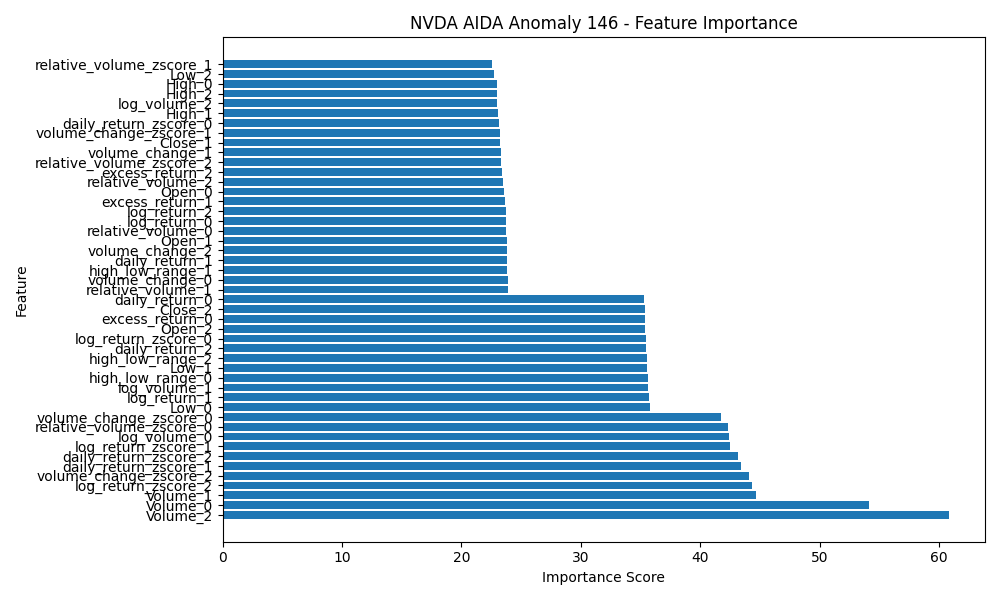 NVDA AIDA Anomaly 146 - Feature Importance
relative_volume_zscore_1
Low_2
High_0
High_2
log_volume_2
High_1
daily_return_zscore_0
volume_change_zscore_1
Close_1
volume_change_1
relative_volume_zscore_2
excess_return_2
relative_volume_2
Open_0
excess_return_1
log_return_2
log_return_0
relative_volume_0
Open_1
volume_change_2
daily_return_1
high_low_range_1
volume_change_0
relative_volume_1
daily_return_0
Close_2
excess_return_0
Open_2
log_return_zscore_0
daily_return_2
high_low_range_2
Low_1
high_low_range_0
log_volume_1
log_return_1
Low_0
volume_change_zscore_0
relative_volume_zscore_0
log_volume_0
log_return_zscore_1
daily_return_zscore_2
daily_return_zscore_1
volume_change_zscore_2
log_return_zscore_2
Volume_1
Volume_0
Volume_2
Feature
0 10 20 30 40 50 60
Importance Score